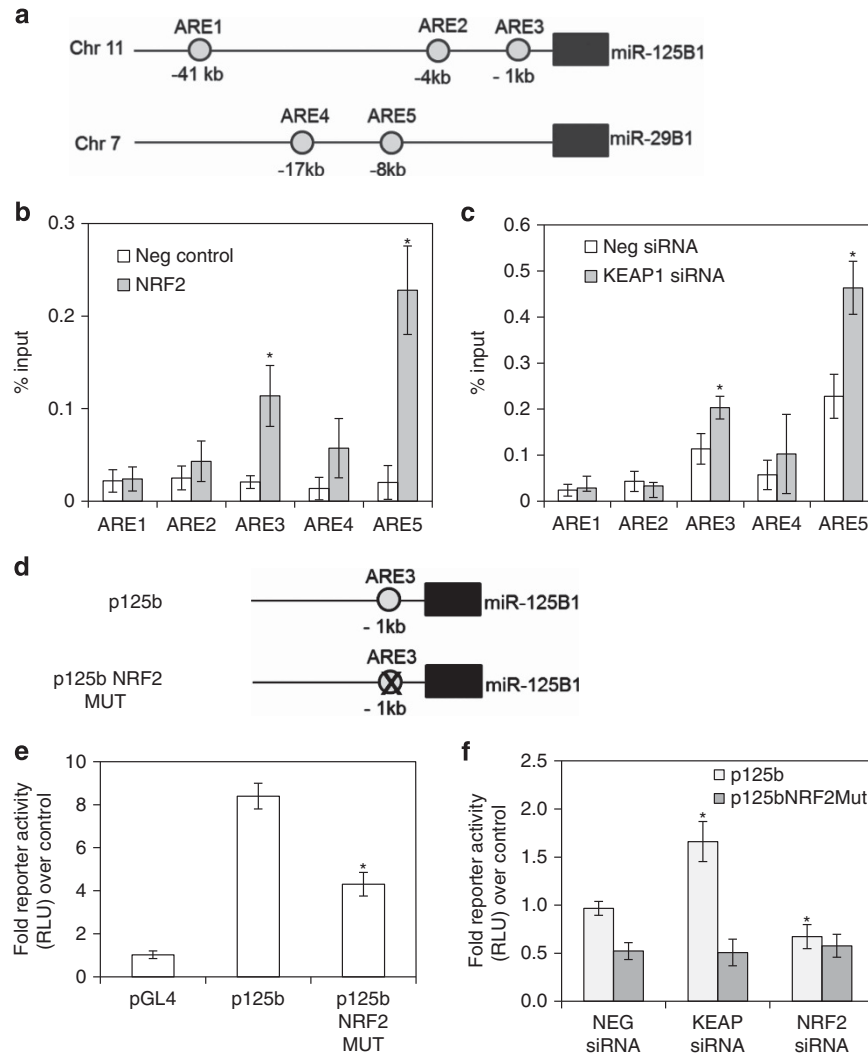 a
ARE1 ARE2 ARE3
Chr 11 miR-125B1
-41 kb -4kb - 1kb
ARE4 ARE5
Chr 7 miR-29B1
-17kb -8kb
b
0.3
0.2
0.1
0
% input
Neg control
NRF2
*
*
ARE1 ARE2 ARE3 ARE4 ARE5
c
0.6
0.5
0.4
0.3
0.2
0.1
0
% input
Neg siRNA
KEAP1 siRNA
*
*
ARE1 ARE2 ARE3 ARE4 ARE5
d
ARE3
p125b miR-125B1
- 1kb
ARE3
p125b NRF2
MUT
X
miR-125B1
- 1kb
e
10
8
6
4
2
0
Fold reporter activity
(RLU) over control
*
pGL4 p125b p125b
NRF2
MUT
f
2.5
2.0
1.5
1.0
0.5
0.0
Fold reporter activity
(RLU) over control
p125b
p125bNRF2Mut
*
*
NEG
siRNA
KEAP
siRNA
NRF2
siRNA